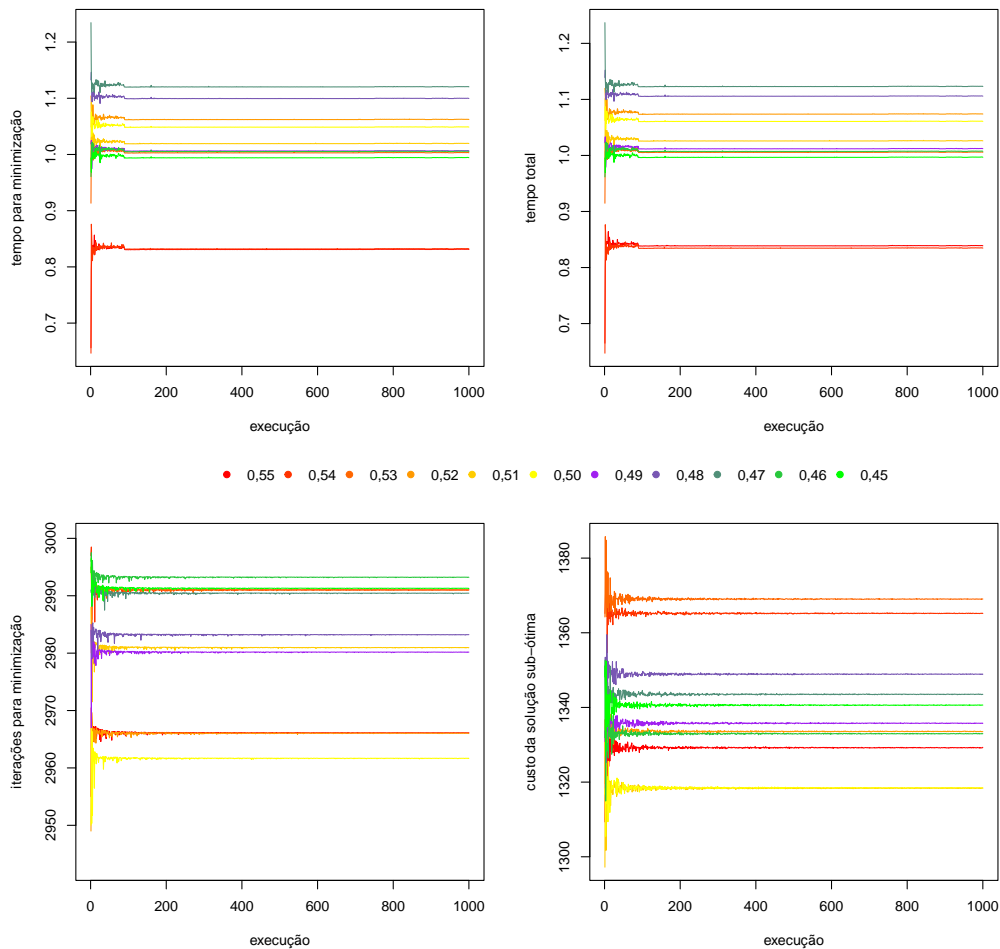 tempo para minimização
0.7 0.8 0.9 1.0 1.1 1.2
0 200 400 600 800 1000
execução
tempo total
0.7 0.8 0.9 1.0 1.1 1.2
0 200 400 600 800 1000
execução
0,55 0,54 0,53 0,52 0,51 0,50 0,49 0,48 0,47 0,46 0,45
iterações para minimização
2950 2960 2970 2980 2990 3000
0 200 400 600 800 1000
execução
custo da solução sub−ótima
1300 1320 1340 1360 1380
0 200 400 600 800 1000
execução